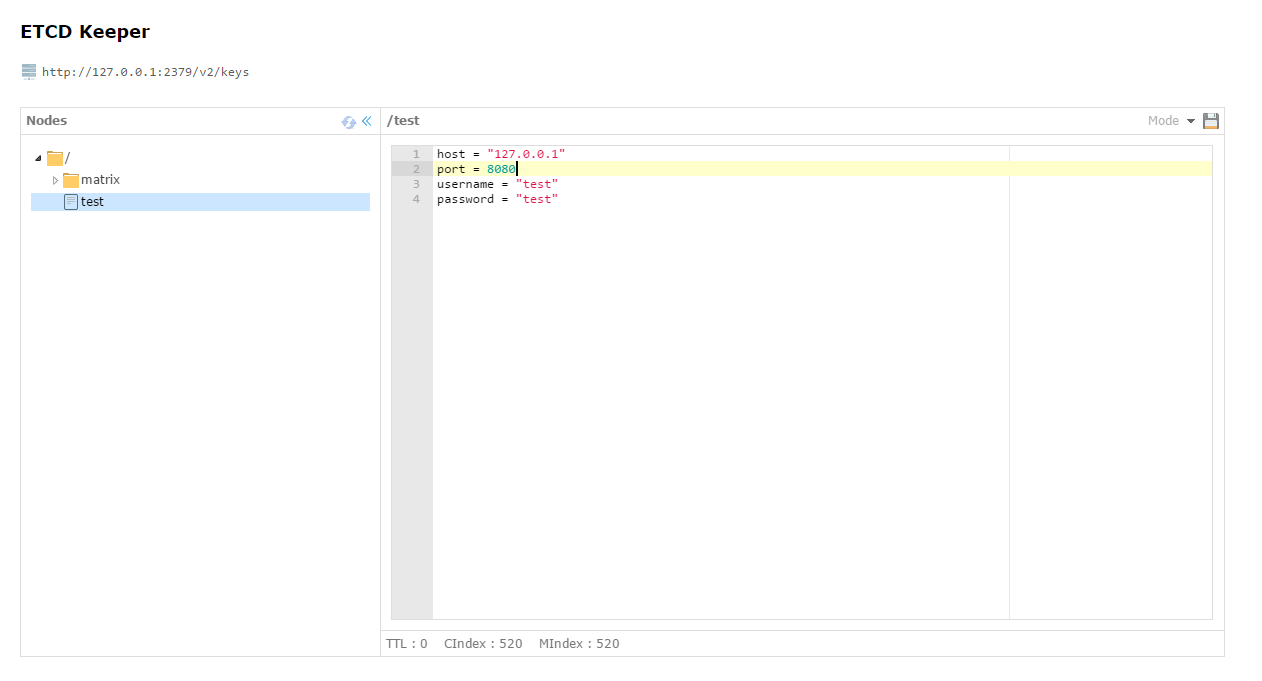 ETCD Keeper
http://127.0.0.1:2379/v2/keys
Nodes
/
matrix
test
/test
Mode
1 host = "127.0.0.1"
2 port = 8080
3 username = "test"
4 password = "test"
TTL : 0 CIndex : 520 MIndex : 520